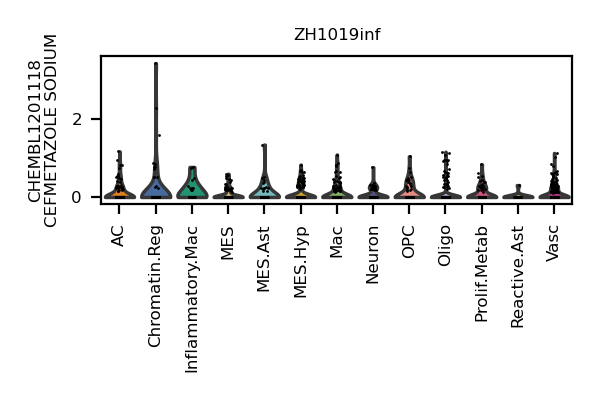 ZH1019inf
CHEMBL1201118
CEFMETAZOLE SODIUM
2
0
AC
Chromatin.Reg
Inflammatory.Mac
MES
MES.Ast
MES.Hyp
Mac
Neuron
OPC
Oligo
Prolif.Metab
Reactive.Ast
Vasc